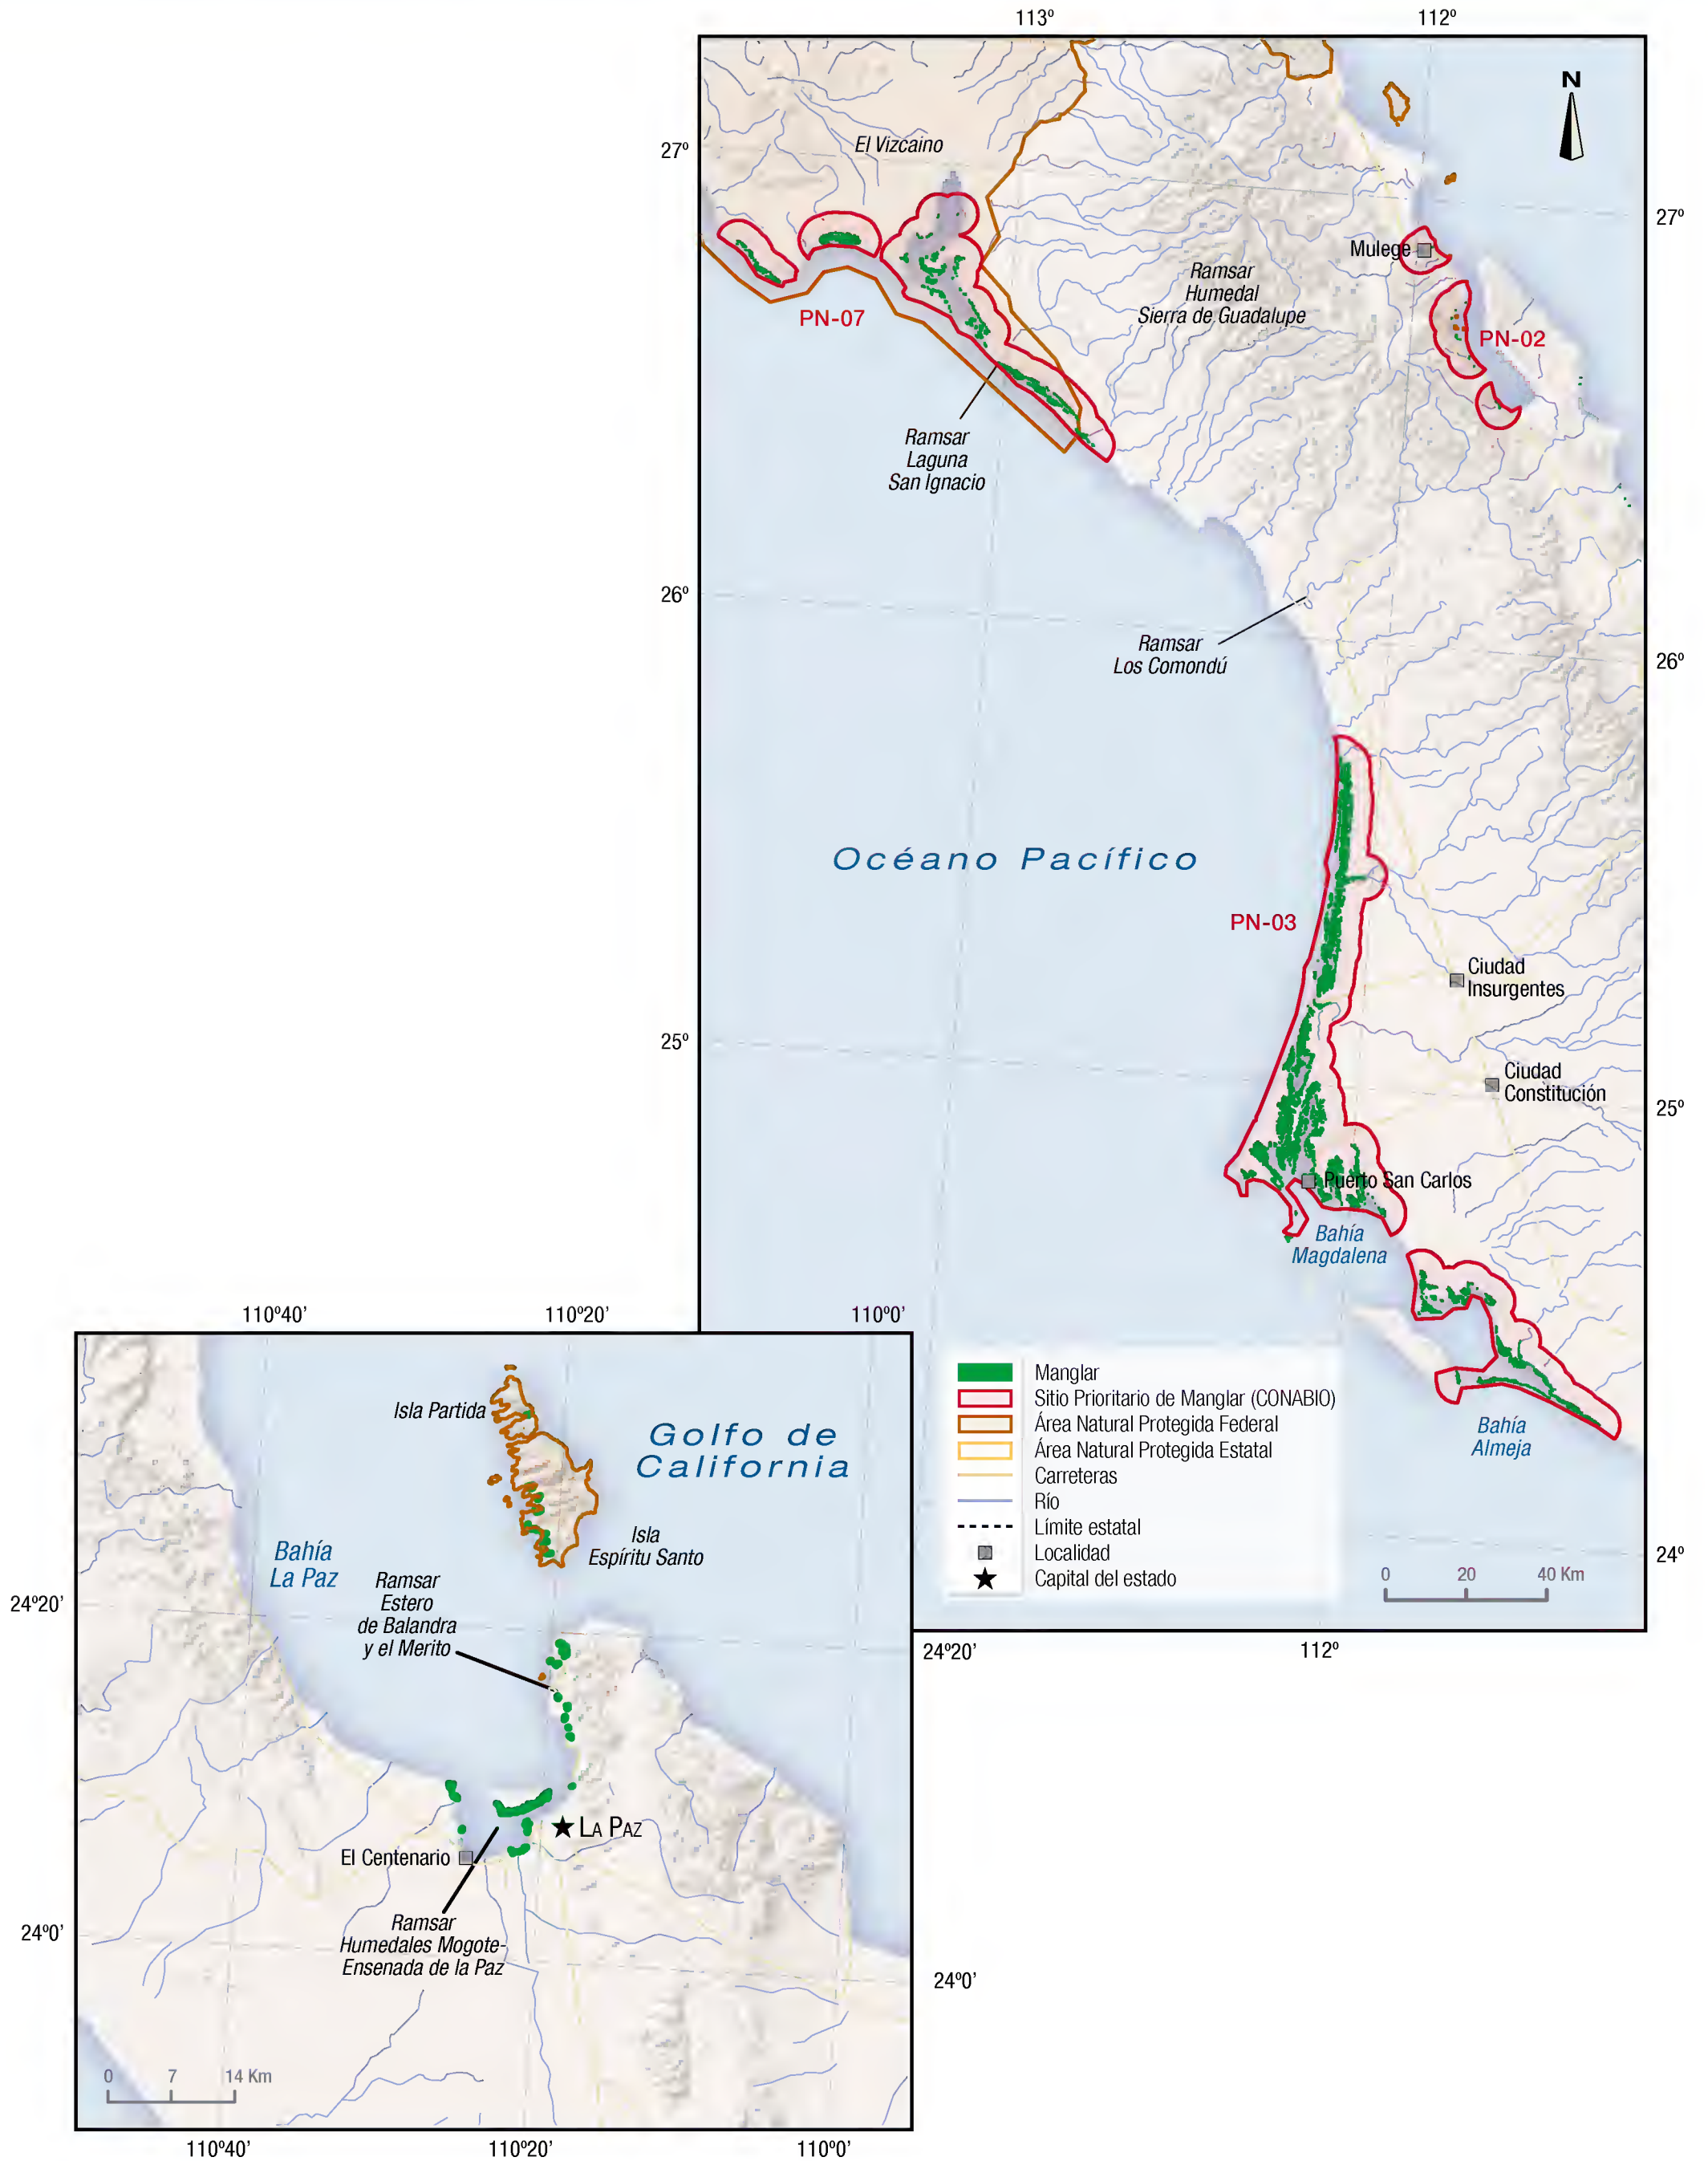 113º
112º
N
27º
El Vizcaino
27º
Mulege
Ramsar
Humedal
Sierra de Guadalupe
PN-07
PN-02
Ramsar
Laguna
San Ignacio
26º
Ramsar
Los Comondú
26º
Océano Pacífico
PN-03
Ciudad
Insurgentes
25º
Ciudad
Constitución
25º
Puerto San Carlos
Bahía
Magdalena
Bahía
Almeja
Manglar
Sitio Prioritario de Manglar (CONABIO)
Área Natural Protegida Federal
Área Natural Protegida Estatal
Carreteras
Río
Límite estatal
Localidad
Capital del estado
24º
0 20 40 Km
112º
110º40'
110º20'
110º0'
Isla Partida
Golfo de
California
Isla
Espíritu Santo
Bahía
La Paz
Ramsar
Estero
de Balandra
y el Merito
24º20'
24º20'
LA PAZ
El Centenario
Ramsar
Humedales Mogote-
Ensenada de la Paz
24º0'
24º0'
0 7 14 Km
110º40'
110º20'
110º0'